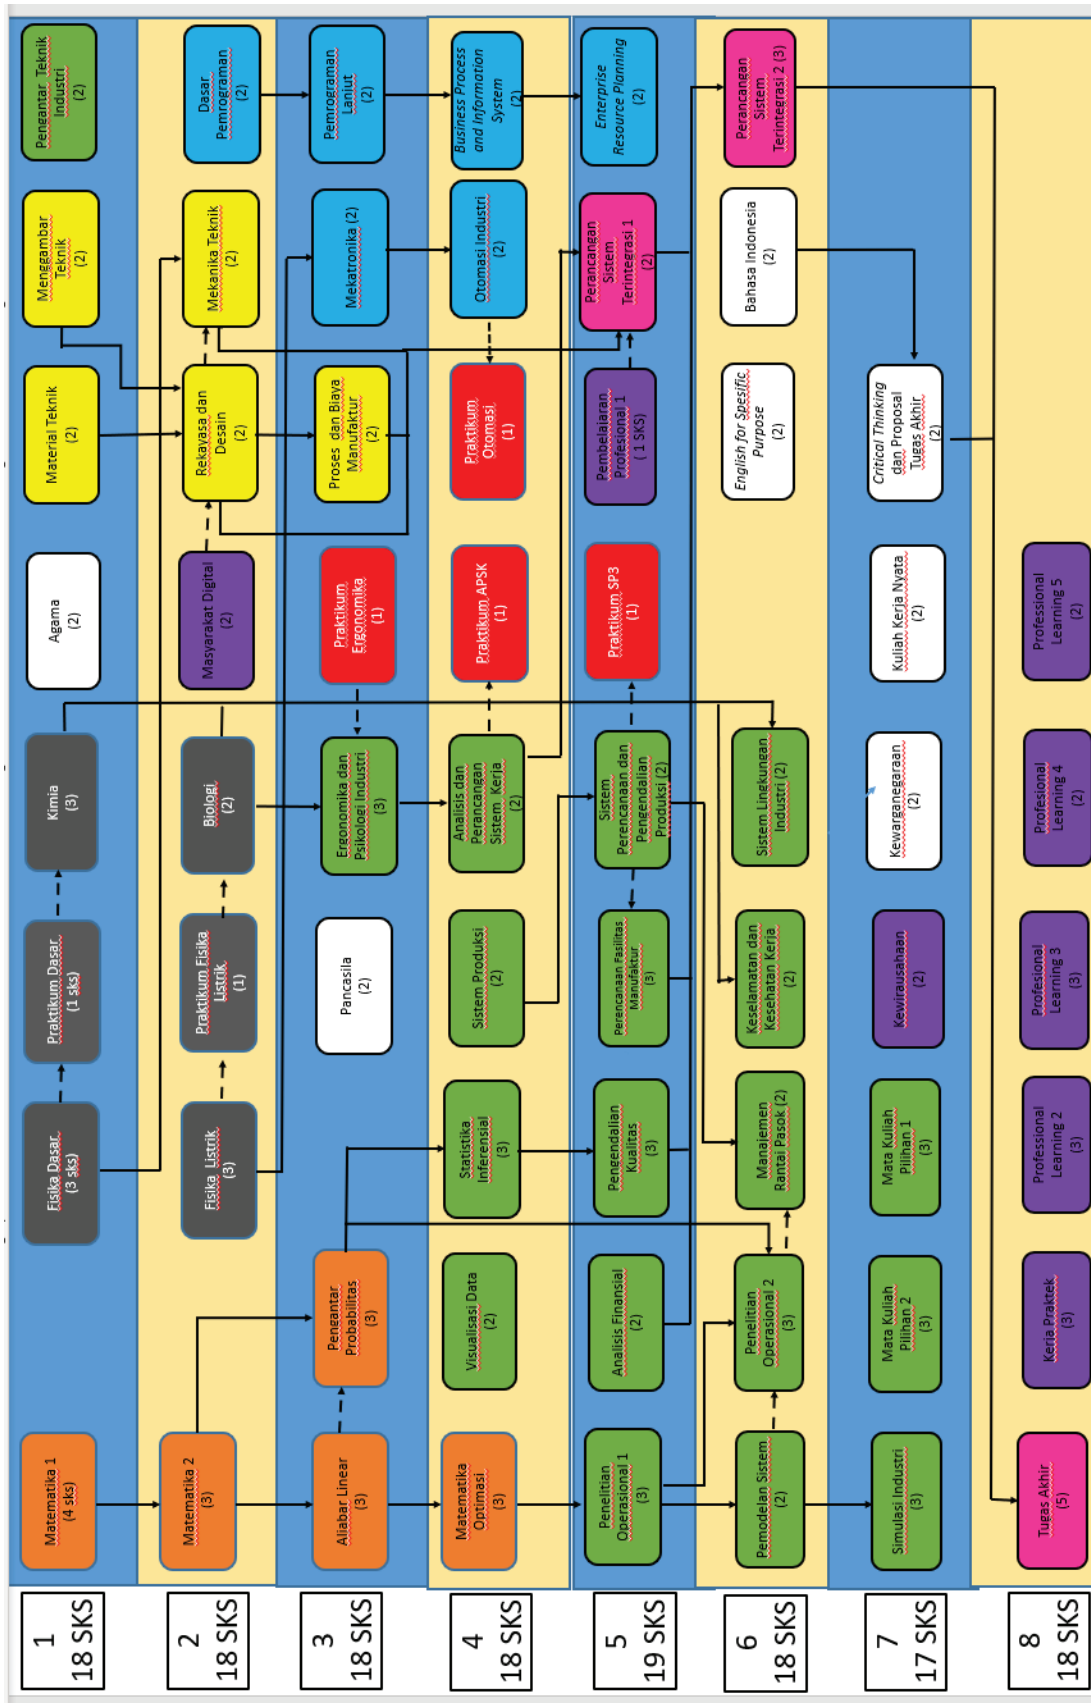 1
18 SKS
Matematika 1
(4 sks)
Fisika Dasar
(3 sks)
Praktikum Dasar
(1 sks)
Kimia
(3)
Agama
(2)
Material Teknik
(2)
Menggambar
Teknik
(2)
Pengantar Teknik
Industri
(2)
2
18 SKS
Matematika 2
(3)
Fisika Listrik
(3)
Praktikum Fisika
Listrik
(1)
Biologi
(2)
Masyarakat Digital
(2)
Rekayasa dan
Desain
(2)
Mekanika Teknik
(2)
Dasar
Pemrograman
(2)
3
18 SKS
Aljabar Linear
(3)
Pengantar
Probabilitas
(3)
Pancasila
(2)
Ergonomika dan
Psikologi Industri
(3)
Praktikum
Ergonomika
(1)
Proses dan Biaya
Manufaktur
(2)
Mekatronika (2)
Pemrograman
Lanjut
(2)
4
18 SKS
Matematika
Optimasi
(3)
Visualisasi Data
(2)
Statistika
Inferensial
(3)
Sistem Produksi
(2)
Analisis dan
Perancangan
Sistem Kerja
(2)
Praktikum APSK
(1)
Praktikum
Otomasi
(1)
Otomasi Industri
(2)
Business Process
and Information
System
(2)
5
19 SKS
Penelitian
Operasional 1
(3)
Analisis Finansial
(2)
Pengendalian
Kualitas
(3)
Perencanaan Fasilitas
Manufaktur
(3)
Sistem
Perencanaan dan
Pengendalian
Produksi (2)
Praktikum SP3
(1)
Pembelajaran
Profesional 1
( 1 SKS)
Perancangan
Sistem
Terintegrasi 1
(2)
Enterprise
Resource Planning
(2)
6
18 SKS
Pemodelan Sistem
(2)
Penelitian
Operasional 2
(3)
Manajemen
Rantai Pasok (2)
Keselamatan dan
Kesehatan Kerja
(2)
Sistem Lingkungan
Industri (2)
English for Spesific
Purpose
(2)
Bahasa Indonesia
(2)
Perancangan
Sistem
Terintegrasi 2 (3)
7
17 SKS
Simulasi Industri
(3)
Mata Kuliah
Pilihan 2
(3)
Mata Kuliah
Pilihan 1
(3)
Kewirausahaan
(2)
Kewarganegaraan
(2)
Kuliah Kerja Nyata
(2)
Critical Thinking
dan Proposal
Tugas Akhir
(2)
8
18 SKS
Tugas Akhir
(5)
Kerja Praktek
(3)
Professional
Learning 2
(3)
Profesional
Learning 3
(3)
Profesional
Learning 4
(2)
Professional
Learning 5
(2)